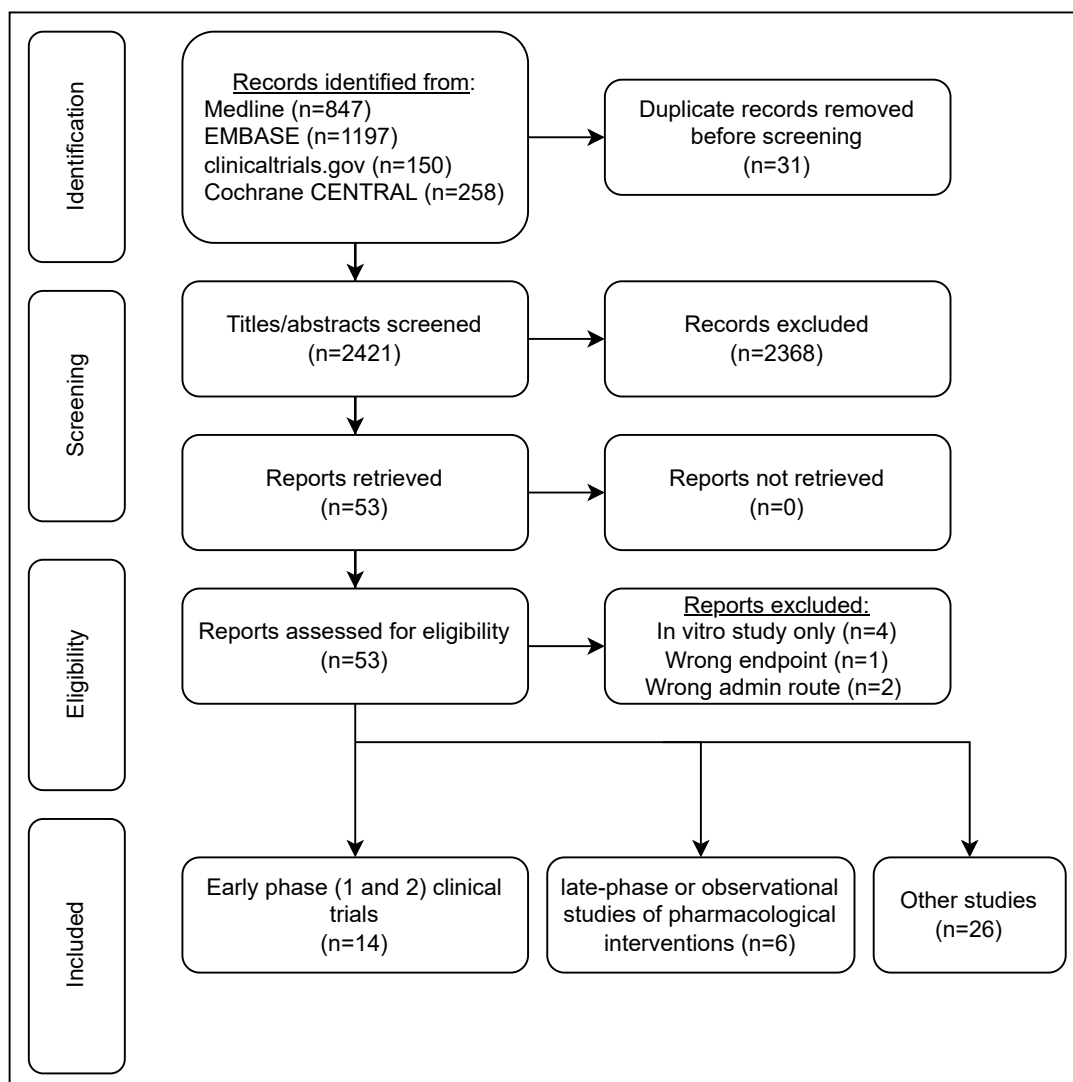 Identification
Records identified from:
Medline (n=847)
EMBASE (n=1197)
clinicaltrials.gov (n=150)
Cochrane CENTRAL (n=258)
Duplicate records removed
before screening
(n=31)
Screening
Titles/abstracts screened
(n=2421)
Records excluded
(n=2368)
Reports retrieved
(n=53)
Reports not retrieved
(n=0)
Eligibility
Reports assessed for eligibility
(n=53)
Reports excluded:
In vitro study only (n=4)
Wrong endpoint (n=1)
Wrong admin route (n=2)
Included
Early phase (1 and 2) clinical
trials
(n=14)
late-phase or observational
studies of pharmacological
interventions (n=6)
Other studies
(n=26)